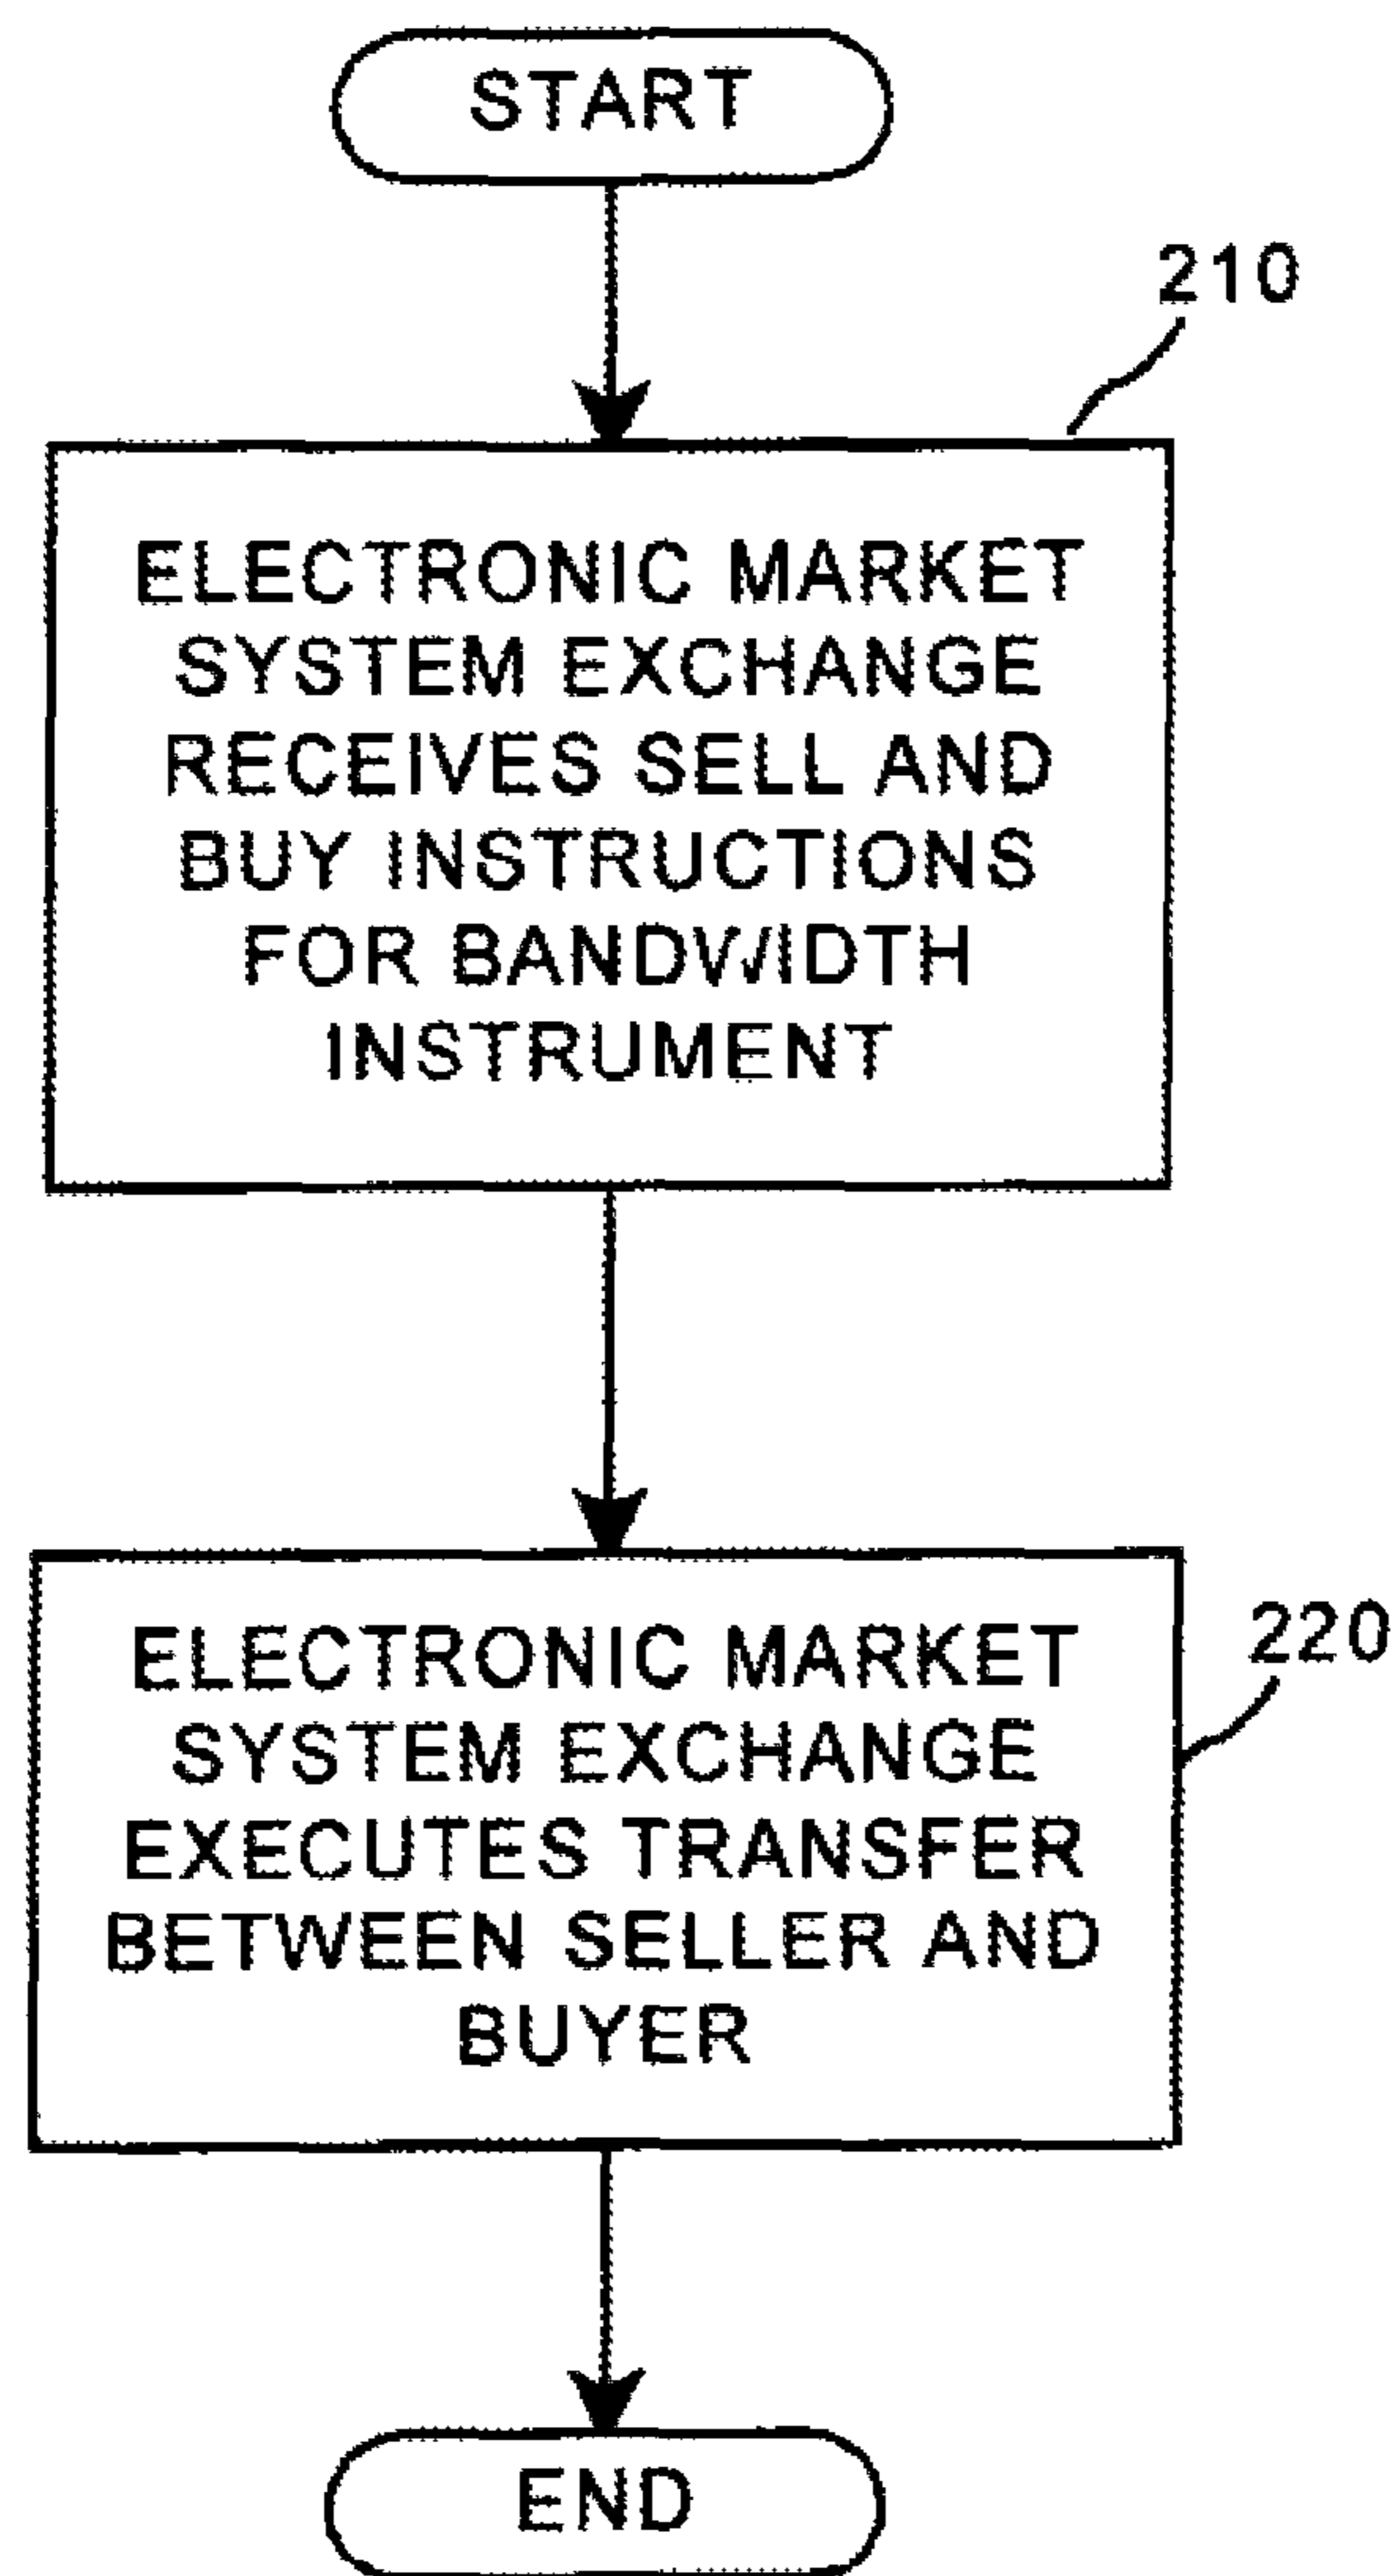 START
210
ELECTRONIC MARKET
SYSTEM EXCHANGE
RECEIVES SELL AND
BUY INSTRUCTIONS
FOR BANDWIDTH
INSTRUMENT
220
ELECTRONIC MARKET
SYSTEM EXCHANGE
EXECUTES TRANSFER
BETWEEN SELLER AND
BUYER
END